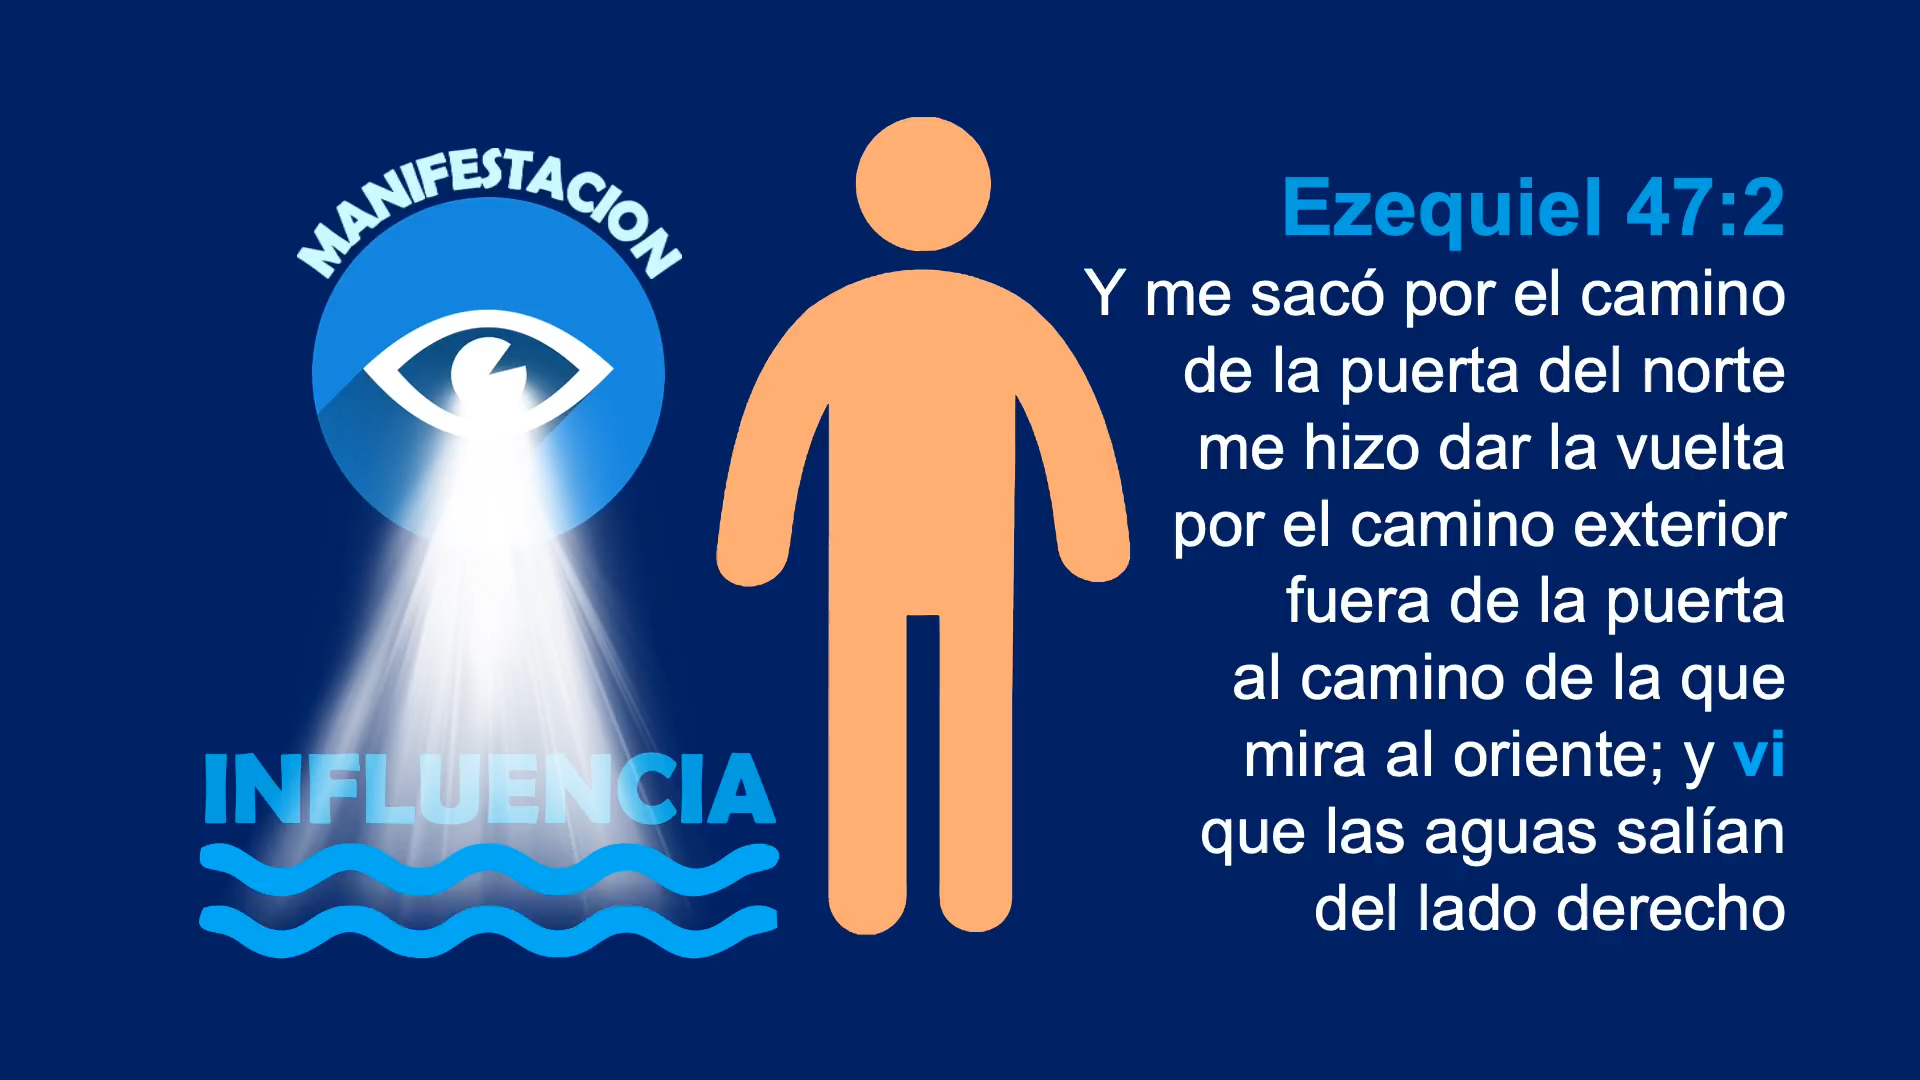 MANIFESTACION
INFLUENCIA
Ezequiel 47:2
Y me sacó por el camino
de la puerta del norte
me hizo dar la vuelta
por el camino exterior
fuera de la puerta
al camino de la que
mira al oriente; y vi
que las aguas salían
del lado derecho